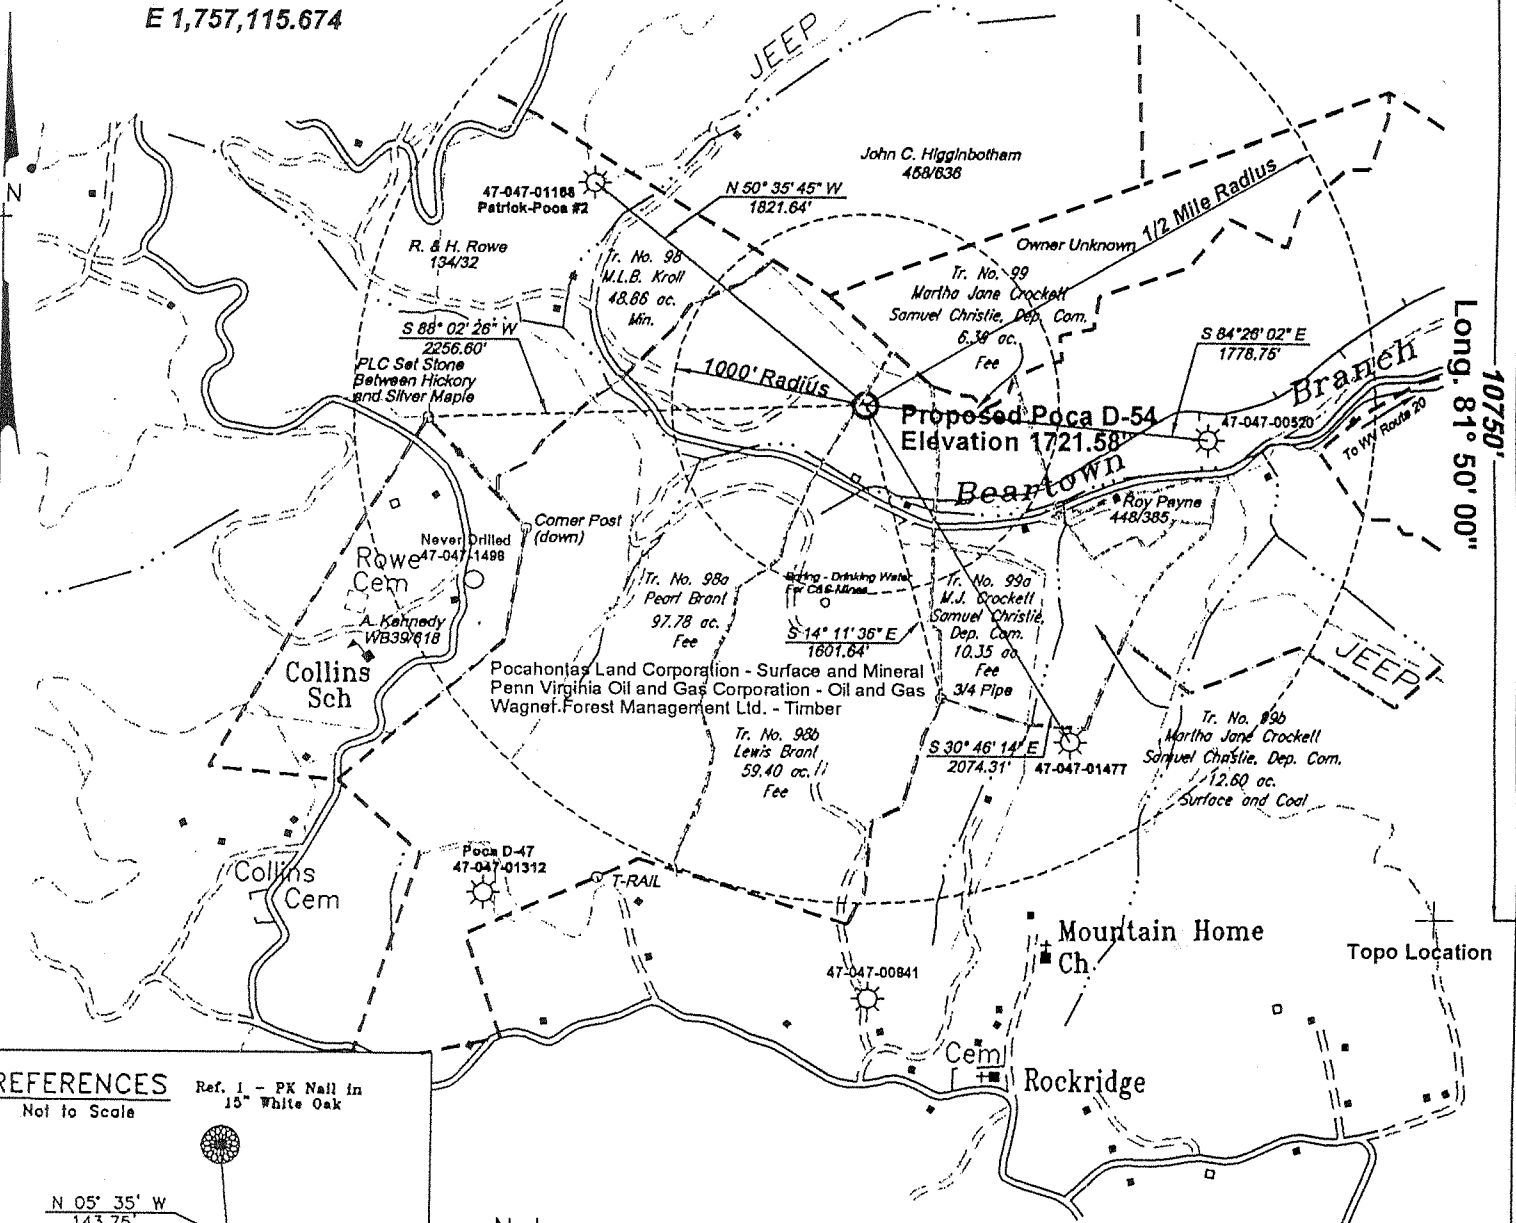 E 1,757,115.674
JEEP
N
John C. Higginbotham
458/636
47-047-01168
Patrick-Poca #2
N 50° 35' 45" W
1821.64'
1/2 Mile Radius
Owner Unknown
R. & H. Rowe
134/32
Tr. No. 98
M.L.B. Kroll
48.86 ac.
Min.
Tr. No. 99
Martha Jane Crockett
Samuel Christie, Dep. Com.
6.39 ac.
Fee
S 88° 02' 26" W
2256.60'
PLC Set Stone
Between Hickory
and Silver Maple
1000' Radius
S 84°26' 02" E
1778.75'
Branch
Proposed Poca D-54
Elevation 1721.58'
47-047-00520
To WV Route 20
Long. 81° 50' 00"
10750'
Beartown
Roy Payne
448/385
Corner Post
(down)
Never Drilled
47-047-1498
Rowe
Cem
A. Kennedy
WB39/618
Collins
Sch
Tr. No. 98a
Pearl Brant
97.78 ac.
Fee
Spring - Drinking Water
For C&S Mines
S 14° 11' 36" E
1601.64'
Tr. No. 99a
M.J. Crockett
Samuel Christie,
Dep. Com.
10.35 ac
Fee
3/4 Pipe
Pocahontas Land Corporation - Surface and Mineral
Penn Virginia Oil and Gas Corporation - Oil and Gas
Wagner Forest Management Ltd. - Timber
JEEP
Tr. No. 98b
Lewis Brant
59.40 ac.
Fee
S 30° 46' 14" E
2074.31'
47-047-01477
Tr. No. 99b
Martha Jane Crockett
Samuel Christie, Dep. Com.
12.60 ac.
Surface and Coal
Poca D-47
47-047-01312
T-RAIL
Collins
Cem
Mountain Home
Ch
Topo Location
47-047-00941
Cem
Rockridge
REFERENCES
Not to Scale
Ref. 1 - PK Nail in
15" White Oak
N 05° 35' W
143.75'